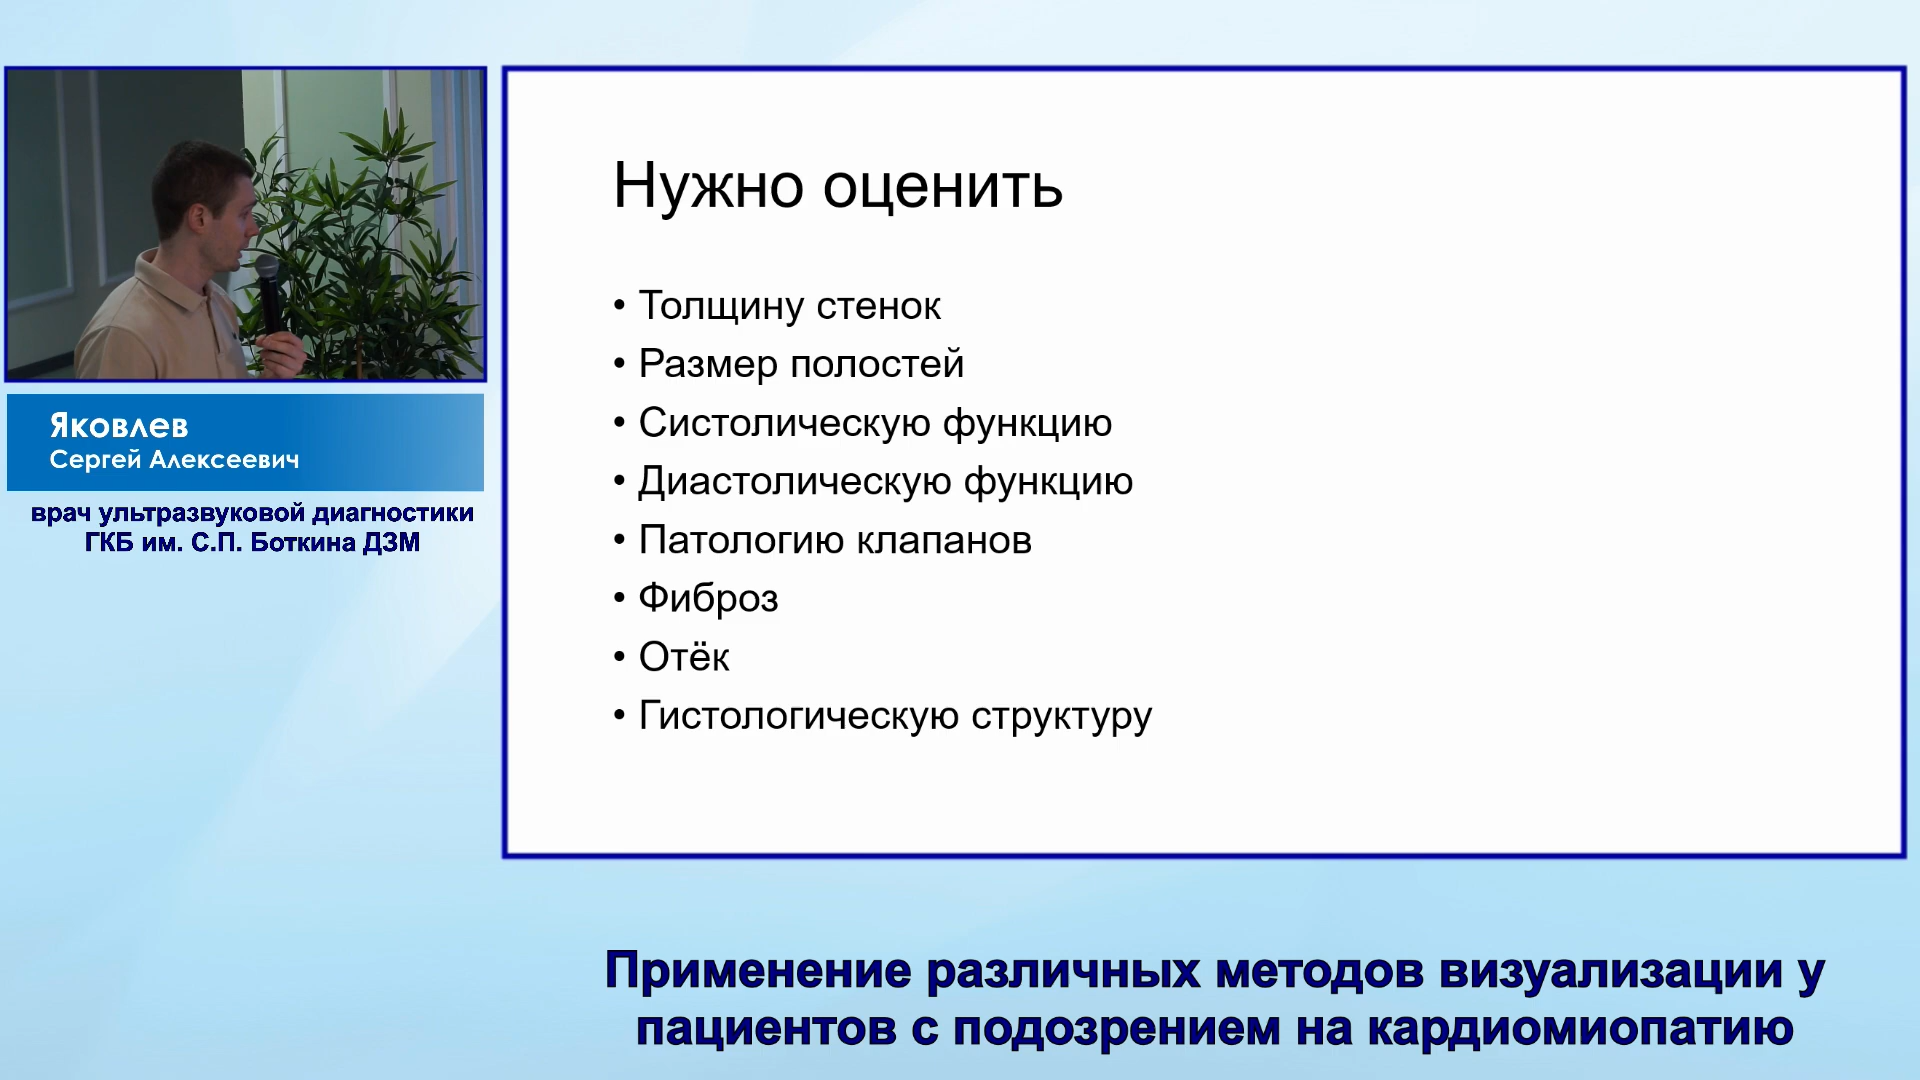 Яковлев
Сергей Алексеевич
врач ультразвуковой диагностики
ГКБ им. С.П. Боткина ДЗМ
Нужно оценить
• Толщину стенок
• Размер полостей
• Систолическую функцию
• Диастолическую функцию
• Патологию клапанов
• Фиброз
• Отёк
• Гистологическую структуру
Применение различных методов визуализации у
пациентов с подозрением на кардиомиопатию